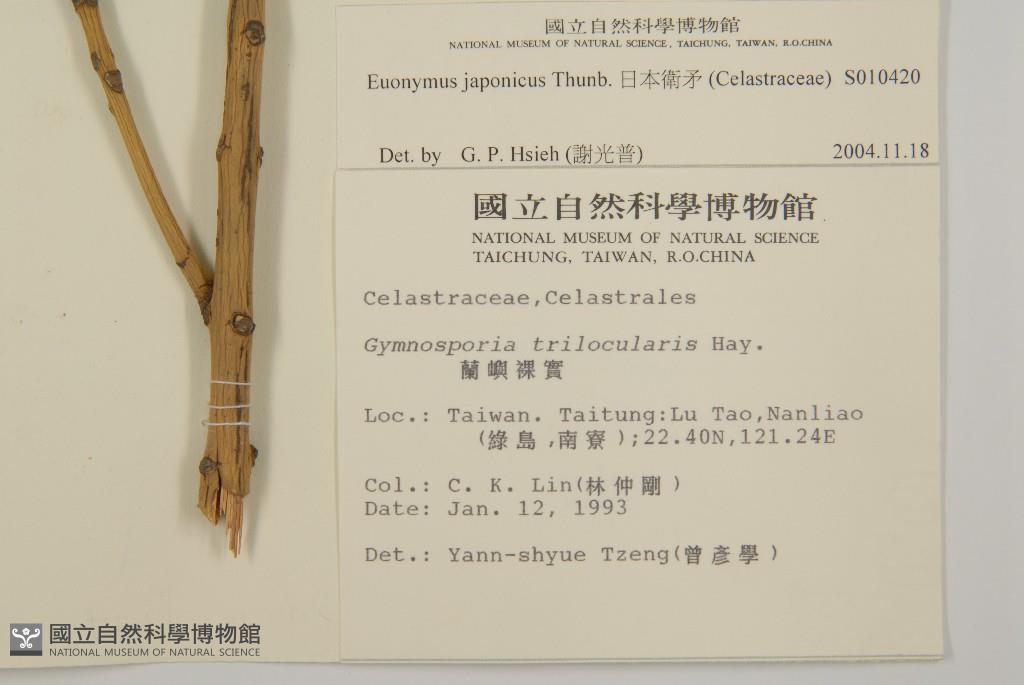 國立自然科學博物館
NATIONAL MUSEUM OF NATURAL SCIENCE, TAICHUNG, TAIWAN, R.O.CHINA
Euonymus japonicus Thunb. 日本衛矛 (Celastraceae) S010420
Det. by G. P. Hsieh (謝光普) 2004.11.18
國立自然科學博物館
NATIONAL MUSEUM OF NATURAL SCIENCE
TAICHUNG, TAIWAN, R.O.CHINA
Celastraceae,Celastrales
Gymnosporia trilocularis Hay.
蘭嶼裸實
Loc.: Taiwan. Taitung:Lu Tao,Nanliao
(綠島,南寮);22.40N,121.24E
Col.: C. K. Lin(林仲剛)
Date: Jan. 12, 1993
Det.: Yann-shyue Tzeng(曾彥學)
國立自然科學博物館
NATIONAL MUSEUM OF NATURAL SCIENCE